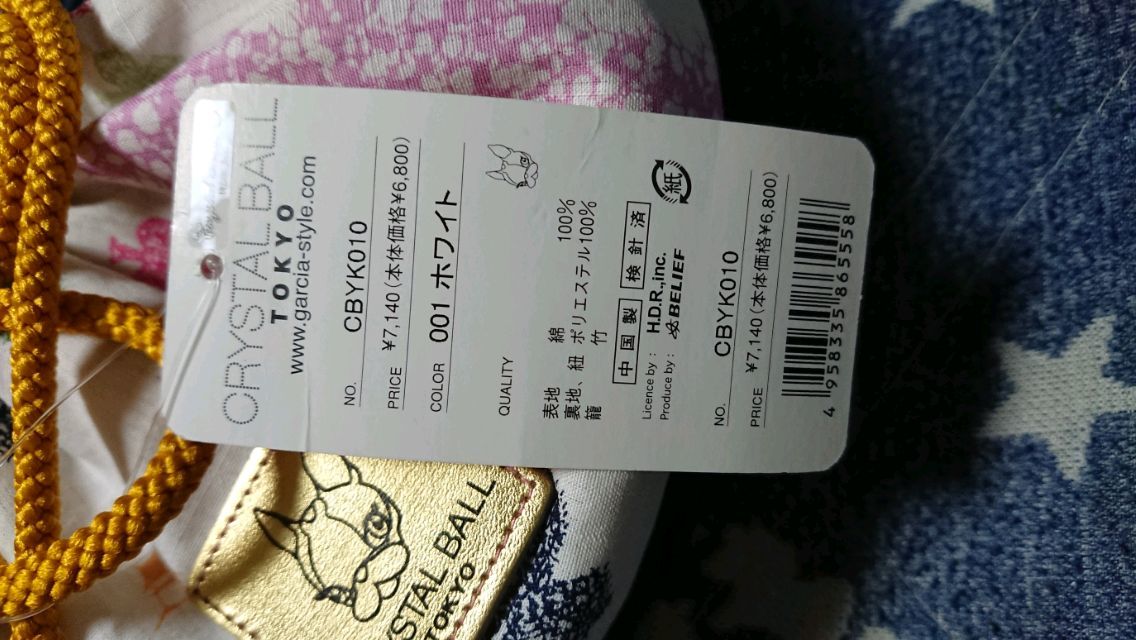 CRYSTAL BALL
TOKYO
www.garcia-style.com
NO. CBYK010
PRICE ¥7,140(本体価格¥6,800)
COLOR 001 ホワイト
QUALITY
表地 綿 100%
裏地、紐 ポリエステル100%
籠 竹
中国製 検針済
紙
Licence by : H.D.R.,inc.
Produce by : BELIEF
NO. CBYK010
PRICE ¥7,140(本体価格¥6,800)
4 958335 865558
CRYSTAL BALL
TOKYO